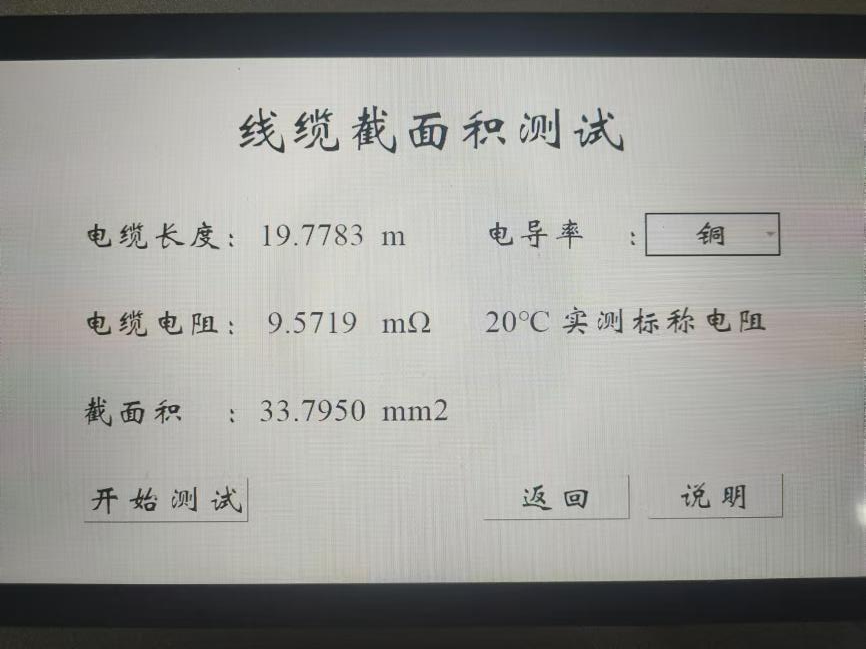 线缆截面积测试
电缆长度： 19.7783 m 电导率 ： 铜
电缆电阻： 9.5719 mΩ 20℃ 实测标称电阻
截面积 ： 33.7950 mm2
开始测试 返回 说明